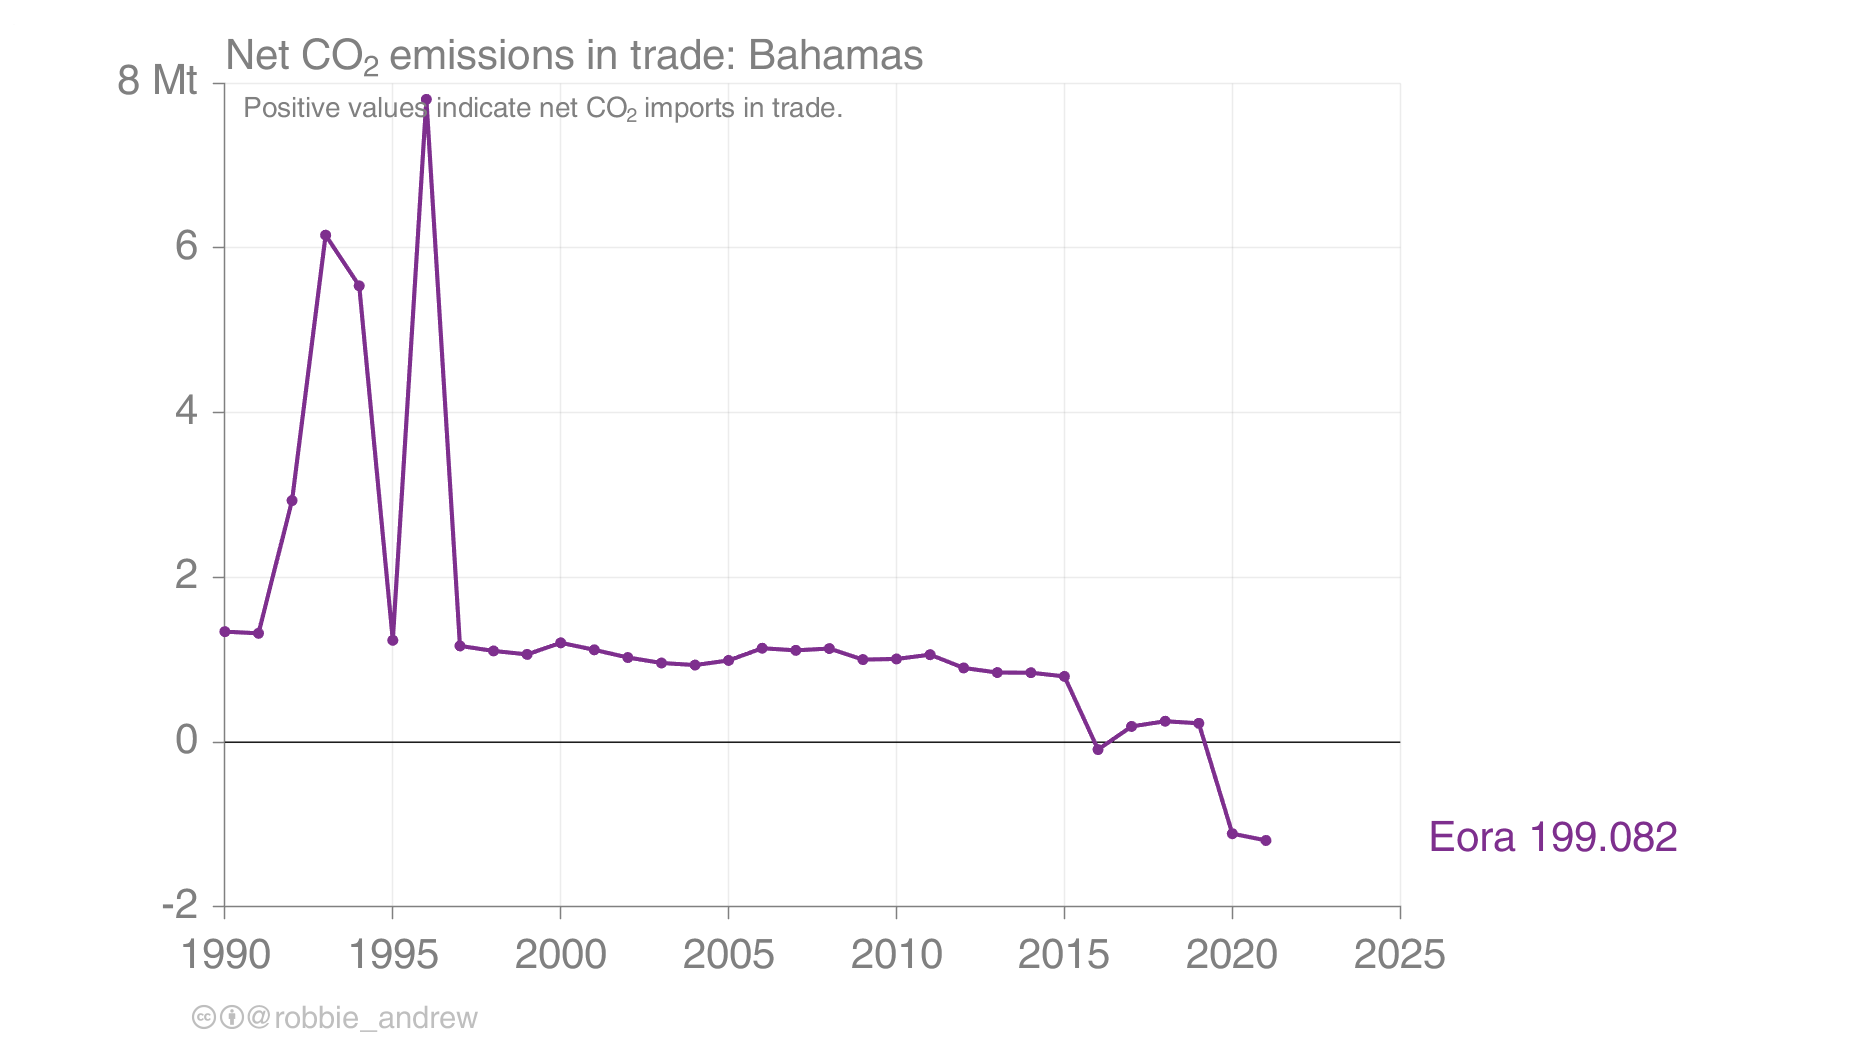 Net CO₂ emissions in trade: Bahamas
8 Mt
Positive values indicate net CO₂ imports in trade.
6
4
2
0
Eora 199.082
-2
1990 1995 2000 2005 2010 2015 2020 2025
@robbie_andrew